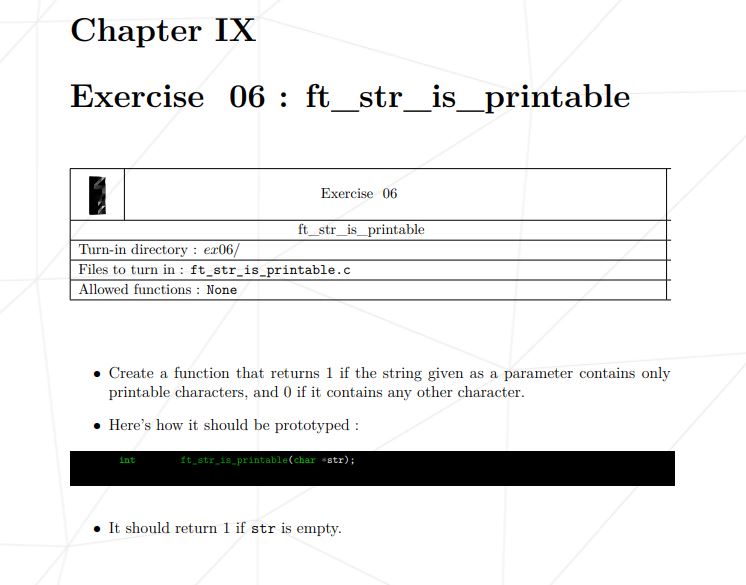 Chapter IX
Exercise 06 : ft_str_is_printable
Exercise 06
ft_str_is_printable
Turn-in directory : ex06/
Files to turn in : ft_str_is_printable.c
Allowed functions : None
• Create a function that returns 1 if the string given as a parameter contains only
printable characters, and 0 if it contains any other character.
• Here's how it should be prototyped :
int ft_str_is_printable(char *str);
• It should return 1 if str is empty.